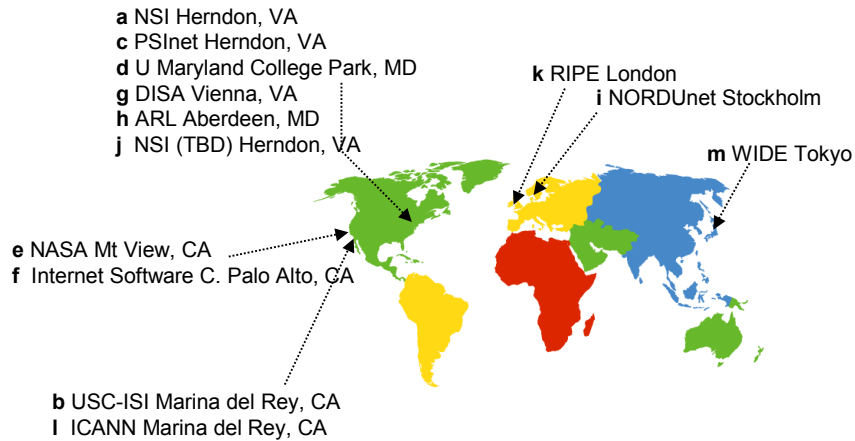 a NSI Herndon, VA
c PSInet Herndon, VA
d U Maryland College Park, MD
g DISA Vienna, VA
h ARL Aberdeen, MD
j NSI (TBD) Herndon, VA
k RIPE London
i NORDUnet Stockholm
m WIDE Tokyo
e NASA Mt View, CA
f Internet Software C. Palo Alto, CA
b USC-ISI Marina del Rey, CA
l ICANN Marina del Rey, CA